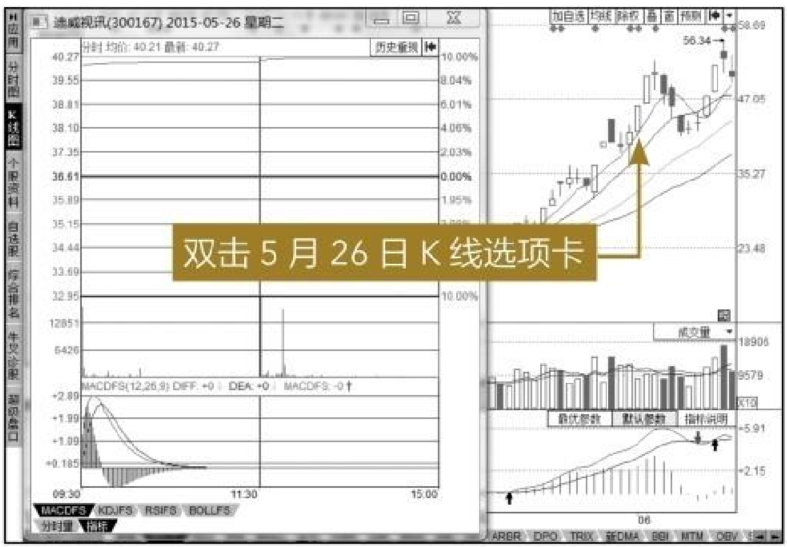 应用
分时图
K线图
个股资料
自选股
综合排名
牛叉诊股
超级盘口
迪威视讯(300167) 2015-05-26 星期二
分时 均价: 40.21 最新: 40.27
历史重现
40.27
39.55
38.81
38.10
37.35
36.61
35.89
35.15
34.44
33.69
32.95
12851
6426
10.00%
8.04%
6.01%
4.06%
2.03%
0.00%
1.95%
10.00%
MACDFS(12,26,9) DIFF: +0↓ DEA: +0↓ MACDFS: -0↑
+2.89
+1.99
+1.09
+0.185
09:30 11:30 15:00
MACDFS KDJFS RSIFS BOLLFS
分时量 指标
双击 5 月 26 日 K 线选项卡
加自选 均线 除权 叠 窗 预测
56.34
58.69
47.05
35.27
23.48
成交量
18906
9579
X10
最优参数 默认参数 指标说明
+5.91
+2.15
06
ARBR DPO TRIX 新DMA BBI MTM OBV